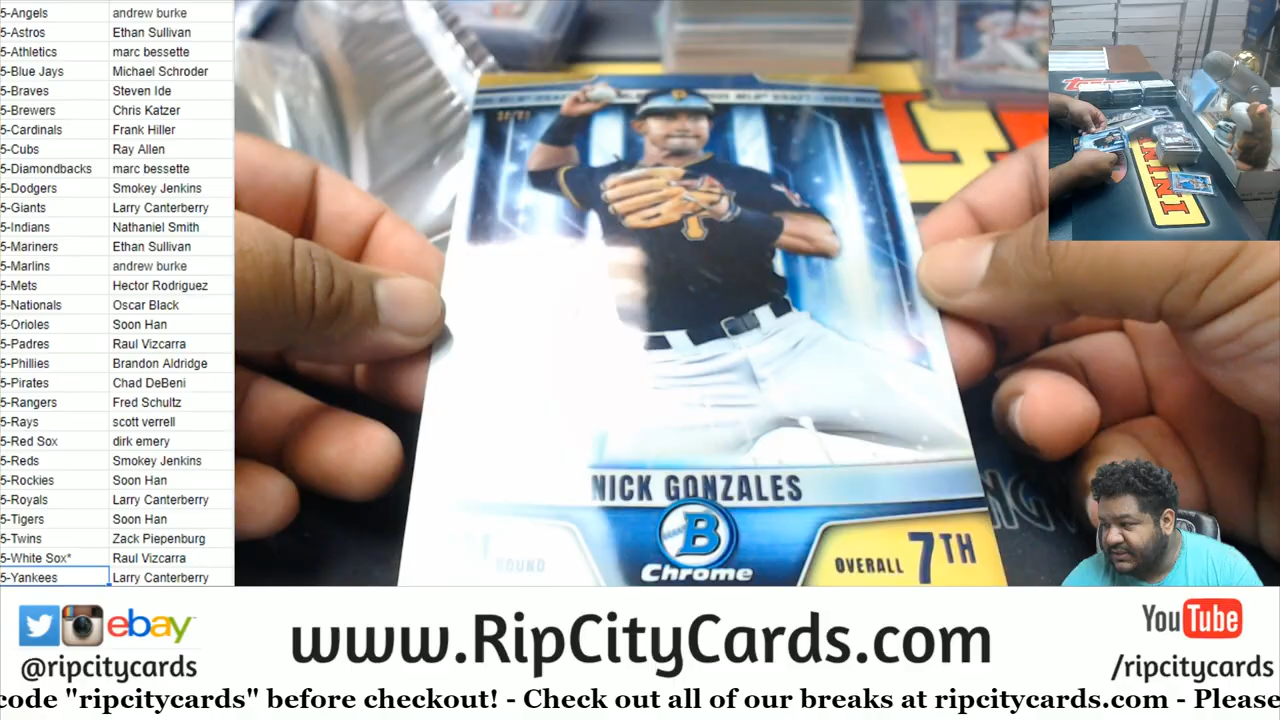 5-Angels andrew burke
5-Astros Ethan Sullivan
5-Athletics marc bessette
5-Blue Jays Michael Schroder
5-Braves Steven Ide
5-Brewers Chris Katzer
5-Cardinals Frank Hiller
5-Cubs Ray Allen
5-Diamondbacks marc bessette
5-Dodgers Smokey Jenkins
5-Giants Larry Canterberry
5-Indians Nathaniel Smith
5-Mariners Ethan Sullivan
5-Marlins andrew burke
5-Mets Hector Rodriguez
5-Nationals Oscar Black
5-Orioles Soon Han
5-Padres Raul Vizcarra
5-Phillies Brandon Aldridge
5-Pirates Chad DeBeni
5-Rangers Fred Schultz
5-Rays scott verrell
5-Red Sox dirk emery
5-Reds Smokey Jenkins
5-Rockies Soon Han
5-Royals Larry Canterberry
5-Tigers Soon Han
5-Twins Zack Piepenburg
5-White Sox* Raul Vizcarra
5-Yankees Larry Canterberry
NICK GONZALES
B
Chrome
ROUND
OVERALL 7TH
ebay
@ripcitycards
www.RipCityCards.com
YouTube
/ripcitycards
code "ripcitycards" before checkout! - Check out all of our breaks at ripcitycards.com - Please